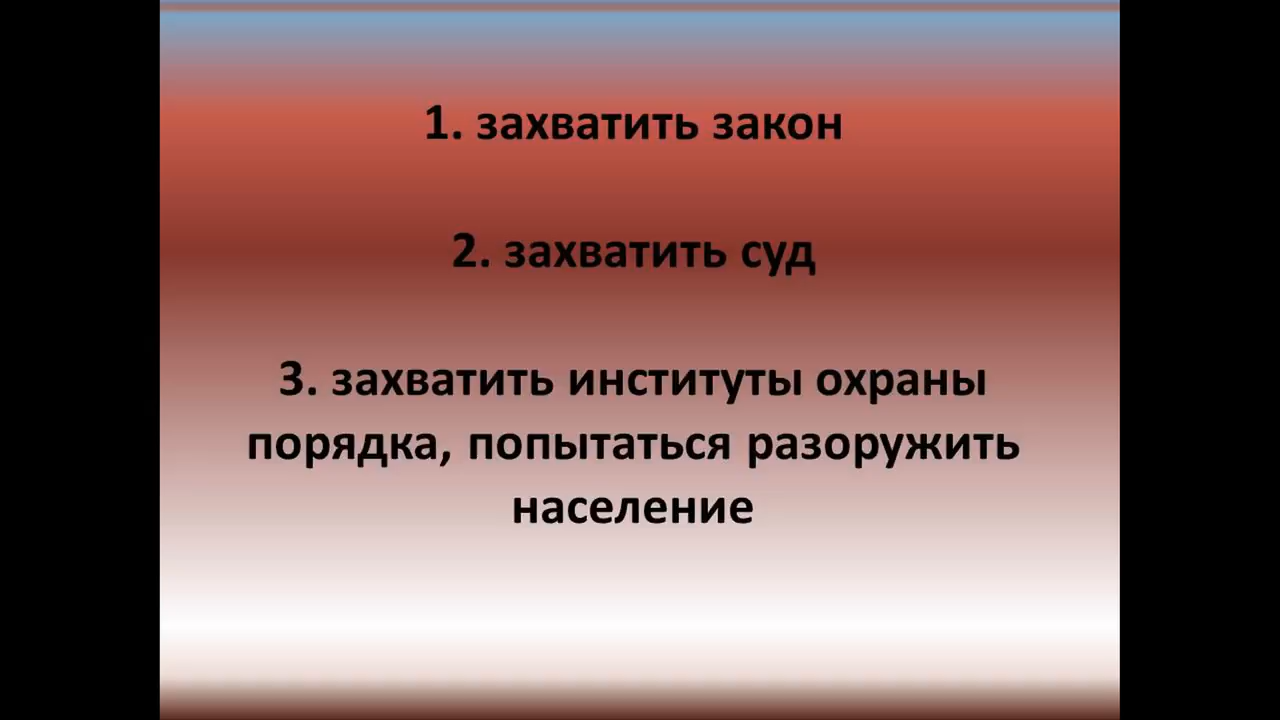 1. захватить закон
2. захватить суд
3. захватить институты охраны
порядка, попытаться разоружить
население